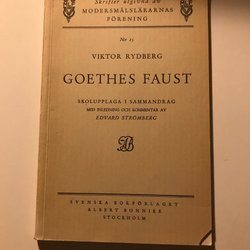 Skrifter utgivna av
MODERSMÅLSLÄRARNAS
FÖRENING
Nr 25
VIKTOR RYDBERG
GOETHES FAUST
SKOLUPPLAGA I SAMMANDRAG
MED INLEDNING OCH KOMMENTAR AV
EDVARD STRÖMBERG
AB
SVENSKA BOKFÖRLAGET
ALBERT BONNIER
STOCKHOLM